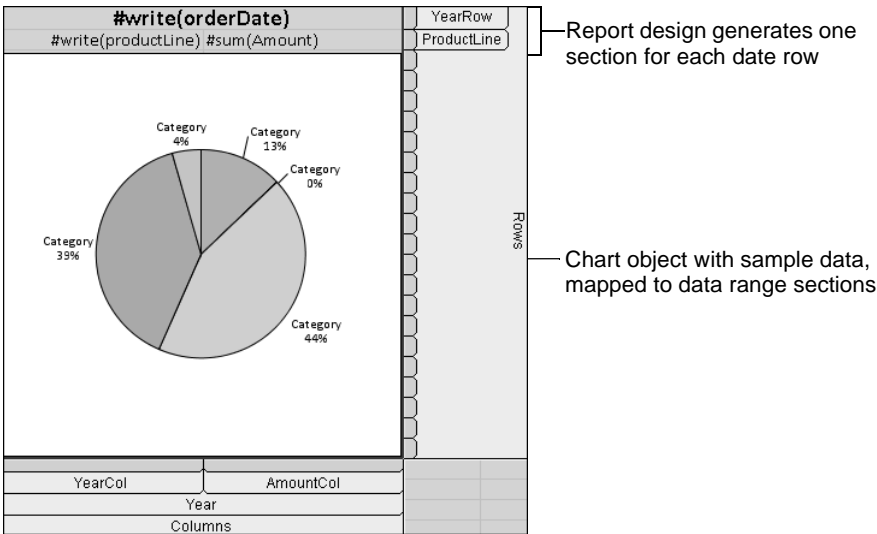 #write(orderDate)
YearRow
#write(productLine) #sum(Amount)
ProductLine
Report design generates one
section for each date row
Category
4%
Category
13%
Category
0%
Category
39%
Category
44%
Rows
Chart object with sample data,
mapped to data range sections
YearCol
AmountCol
Year
Columns